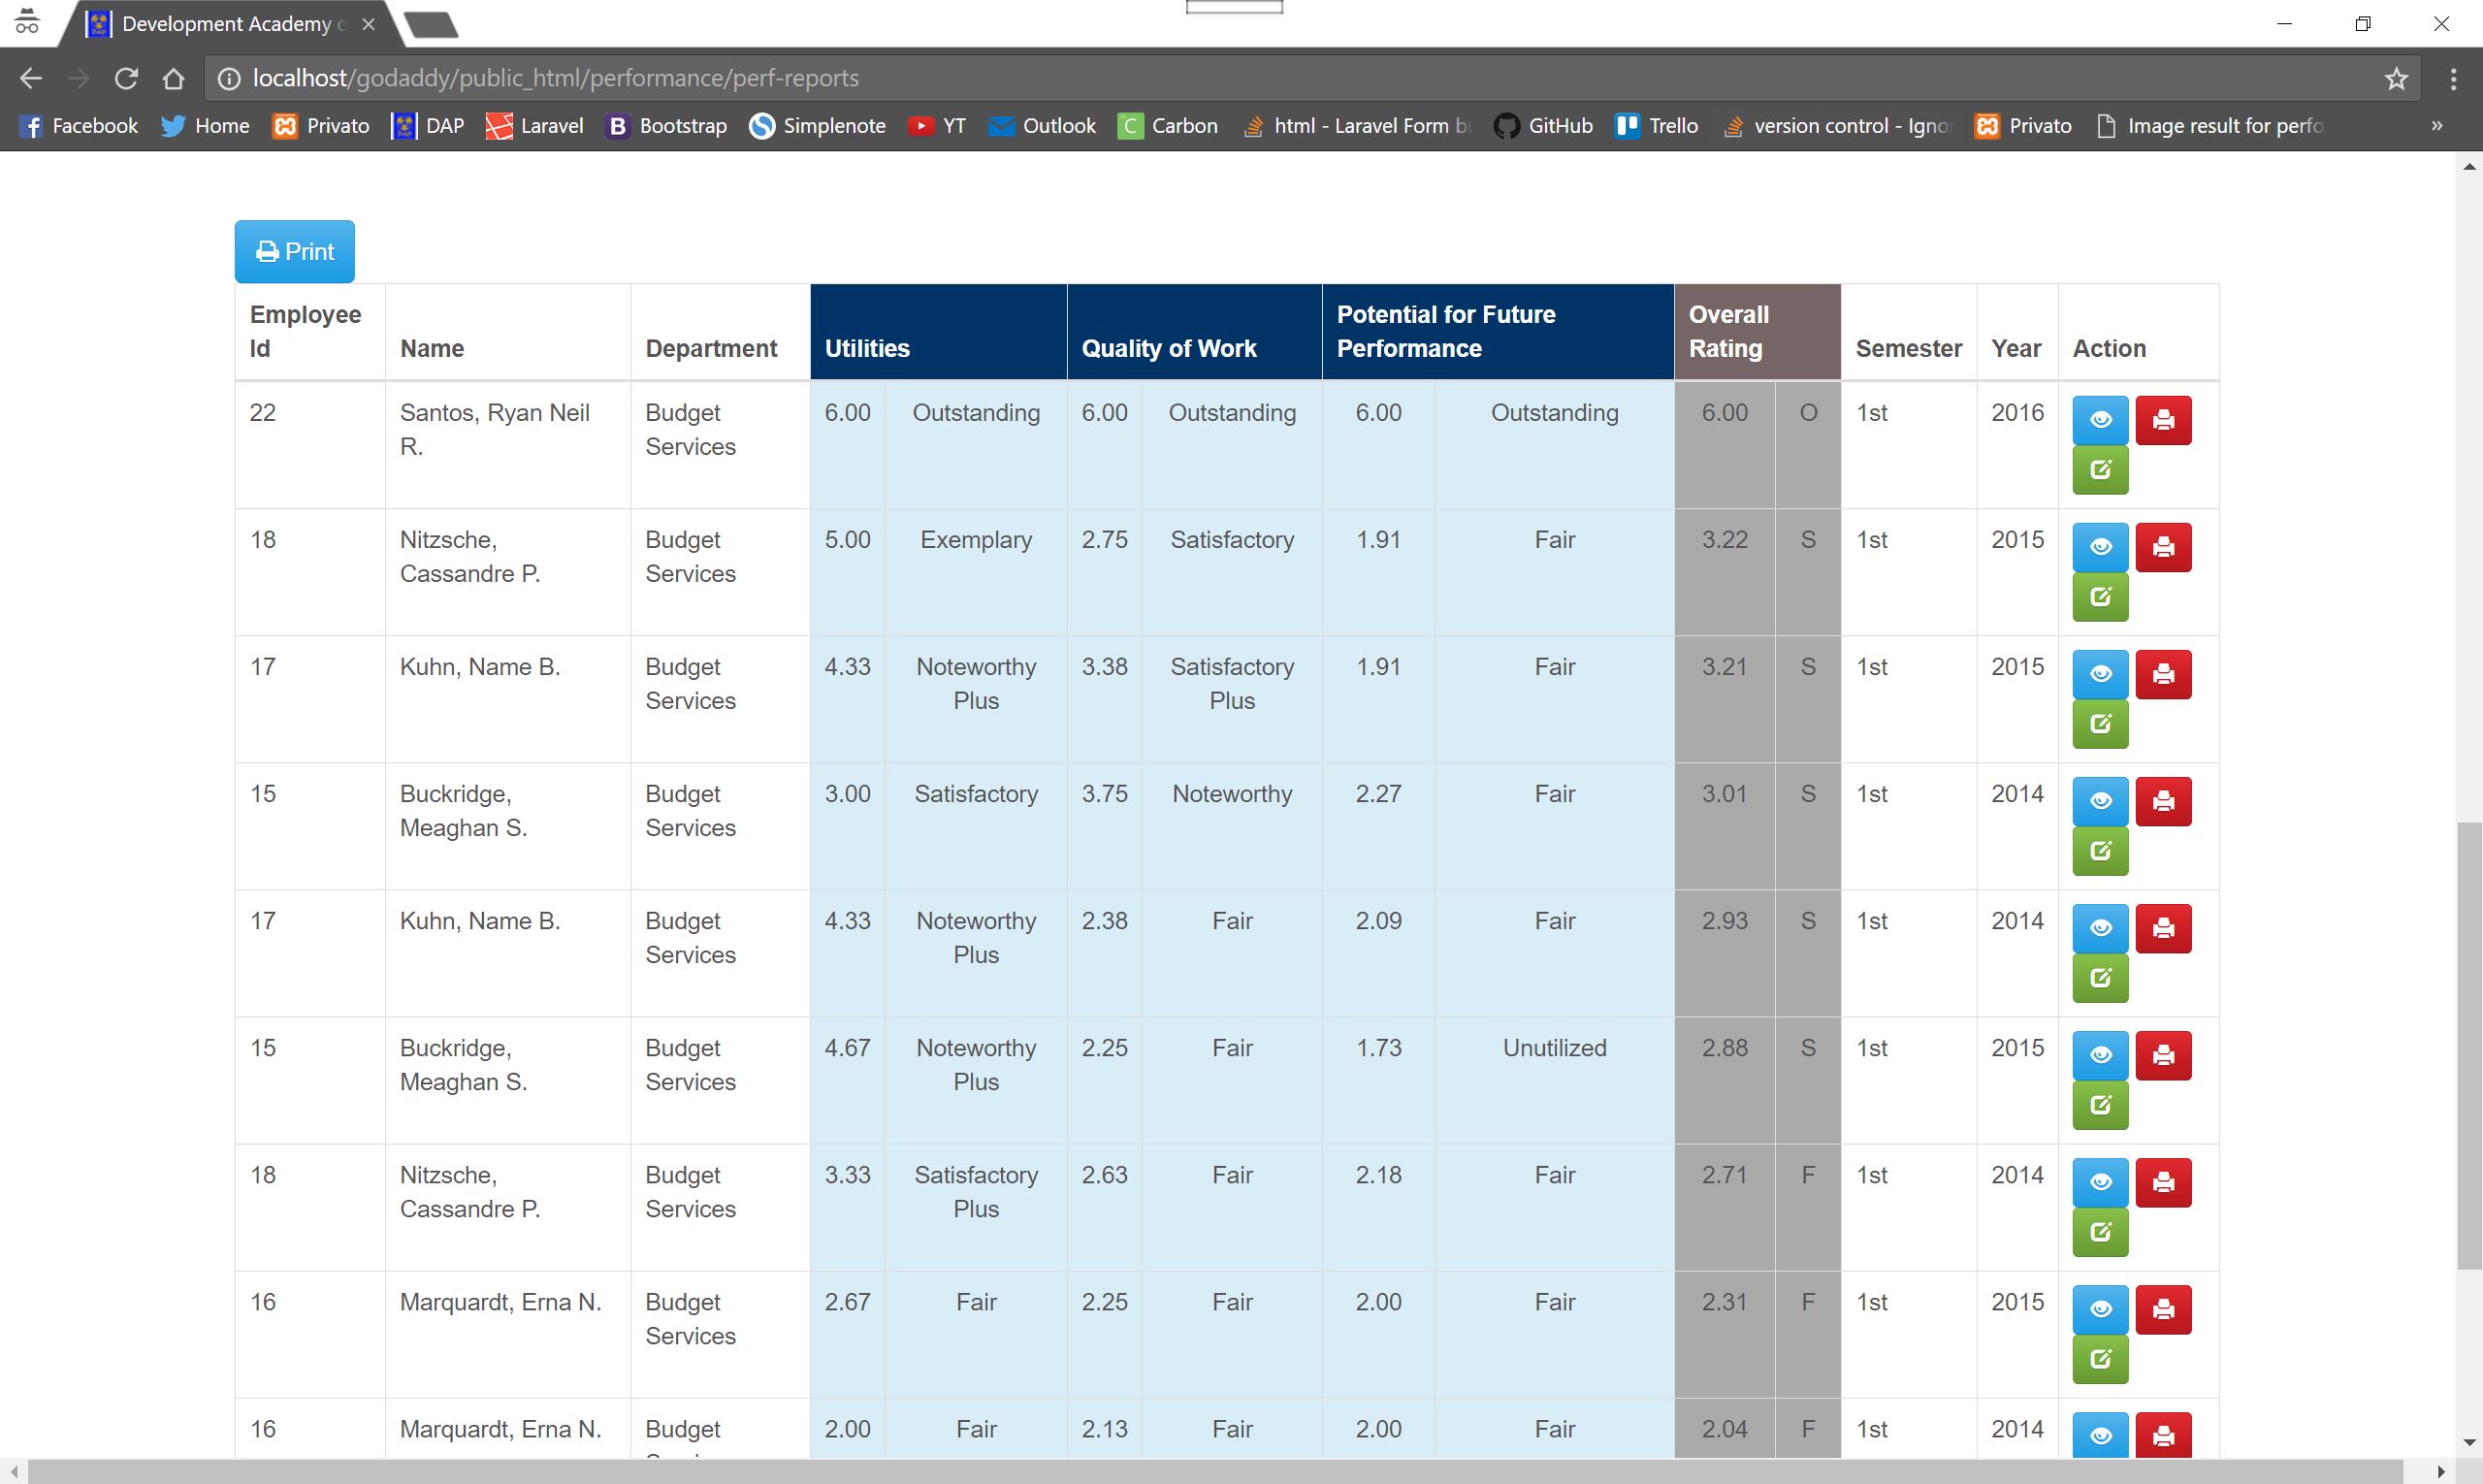 Development Academy
localhost/godaddy/public_html/performance/perf-reports
Facebook Home Privato DAP Laravel Bootstrap Simplenote YT Outlook Carbon html - Laravel Form GitHub Trello version control - Privato Image result for
Print
Employee Id Name Department Utilities Quality of Work Potential for Future Performance Overall Rating Semester Year Action
22 Santos, Ryan Neil R. Budget Services 6.00 Outstanding 6.00 Outstanding 6.00 Outstanding 6.00 O 1st 2016
18 Nitzsche, Cassandre P. Budget Services 5.00 Exemplary 2.75 Satisfactory 1.91 Fair 3.22 S 1st 2015
17 Kuhn, Name B. Budget Services 4.33 Noteworthy Plus 3.38 Satisfactory Plus 1.91 Fair 3.21 S 1st 2015
15 Buckridge, Meaghan S. Budget Services 3.00 Satisfactory 3.75 Noteworthy 2.27 Fair 3.01 S 1st 2014
17 Kuhn, Name B. Budget Services 4.33 Noteworthy Plus 2.38 Fair 2.09 Fair 2.93 S 1st 2014
15 Buckridge, Meaghan S. Budget Services 4.67 Noteworthy Plus 2.25 Fair 1.73 Unutilized 2.88 S 1st 2015
18 Nitzsche, Cassandre P. Budget Services 3.33 Satisfactory Plus 2.63 Fair 2.18 Fair 2.71 F 1st 2014
16 Marquardt, Erna N. Budget Services 2.67 Fair 2.25 Fair 2.00 Fair 2.31 F 1st 2015
16 Marquardt, Erna N. Budget 2.00 Fair 2.13 Fair 2.00 Fair 2.04 F 1st 2014